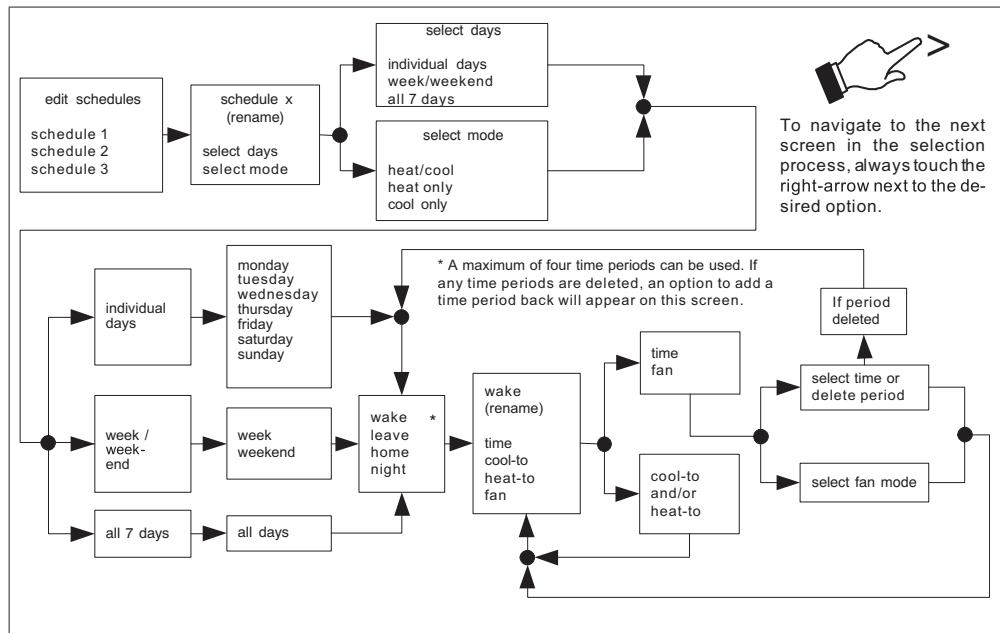 edit schedules
schedule 1
schedule 2
schedule 3
schedule x
(rename)
select days
select mode
select days
individual days
week/weekend
all 7 days
select mode
heat/cool
heat only
cool only
>
To navigate to the next
screen in the selection
process, always touch the
right-arrow next to the de-
sired option.
individual
days
monday
tuesday
wednesday
thursday
friday
saturday
sunday
* A maximum of four time periods can be used. If
any time periods are deleted, an option to add a
time period back will appear on this screen.
If period
deleted
week /
week-
end
week
weekend
wake *
leave
home
night
wake
(rename)
time
cool-to
heat-to
fan
time
fan
cool-to
and/or
heat-to
select time or
delete period
select fan mode
all 7 days
all days